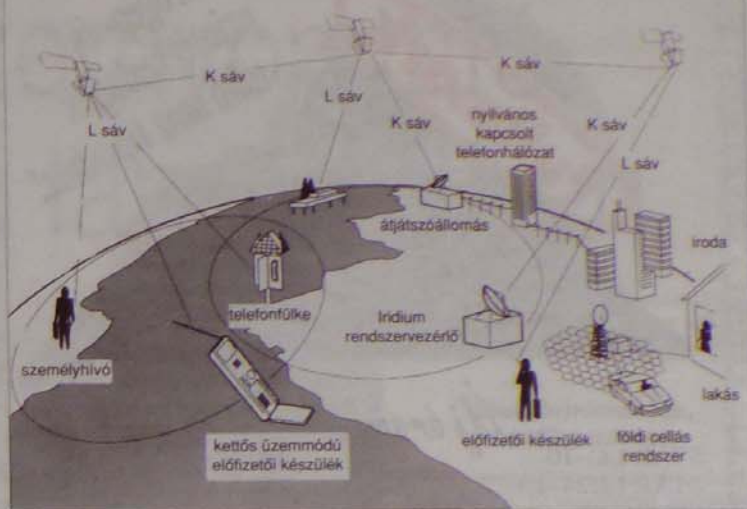 K sáv
K sáv
L sáv
L sáv
K sáv
nyilvános
kapcsolt
telefonhálózat
K sáv
L sáv
átjátszóállomás
iroda
telefonfülke
Iridium
rendszervezérlő
személyhívó
lakás
kettős üzemmódú
előfizetői készülék
előfizetői készülék
földi cellás
rendszer